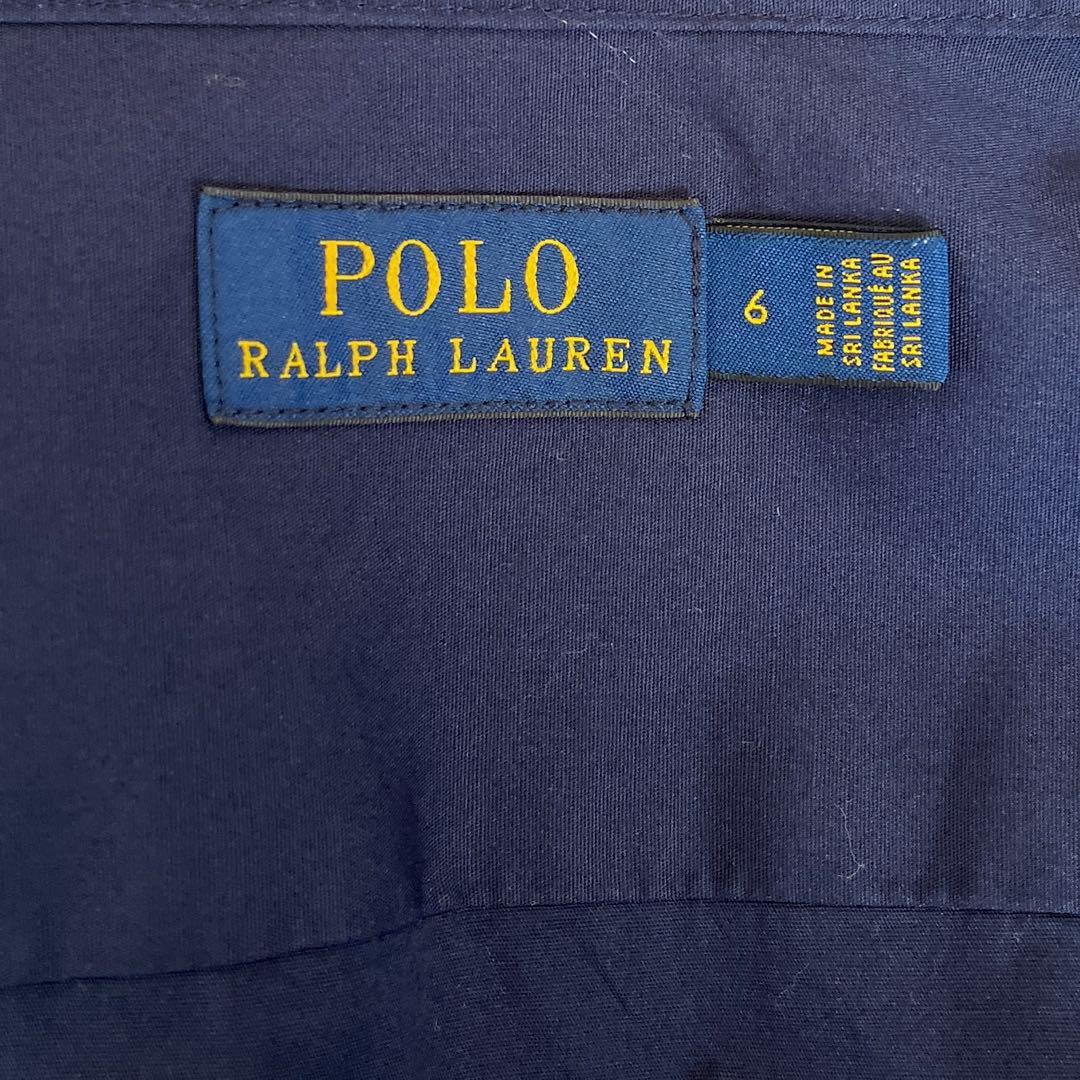 POLO
RALPH LAUREN
6
MADE IN
SRI LANKA
FABRIQUÉ AU
SRI LANKA